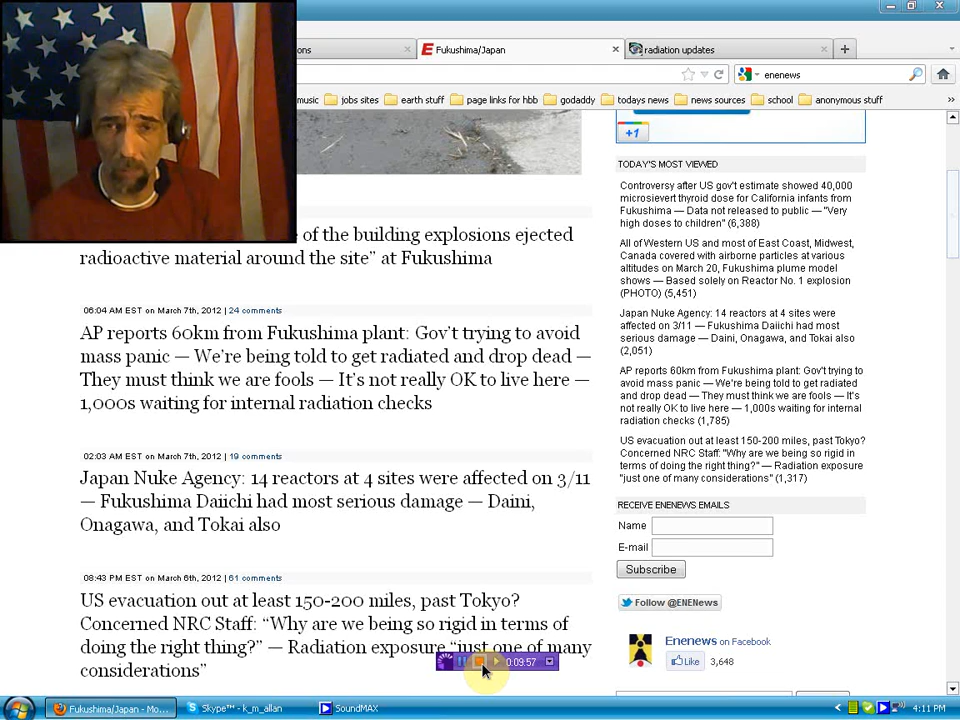 ons
Fukushima/Japan
radiation updates
enenews
music
jobs sites
earth stuff
page links for hbb
godaddy
todays news
news sources
school
anonymous stuff
»
+1
TODAY'S MOST VIEWED
Controversy after US gov't estimate showed 40,000
microsievert thyroid dose for California infants from
Fukushima — Data not released to public — "Very
high doses to children" (6,388)
All of Western US and most of East Coast, Midwest,
Canada covered with airborne particles at various
altitudes on March 20, Fukushima plume model
shows — Based solely on Reactor No. 1 explosion
(PHOTO) (5,451)
Japan Nuke Agency: 14 reactors at 4 sites were
affected on 3/11 — Fukushima Daiichi had most
serious damage — Daini, Onagawa, and Tokai also
(2,051)
AP reports 60km from Fukushima plant: Gov't trying to
avoid mass panic — We're being told to get radiated
and drop dead — They must think we are fools — It's
not really OK to live here — 1,000s waiting for internal
radiation checks (1,785)
US evacuation out at least 150-200 miles, past Tokyo?
Concerned NRC Staff: "Why are we being so rigid in
terms of doing the right thing?" — Radiation exposure
"just one of many considerations" (1,317)
RECEIVE ENENEWS EMAILS
Name
E-mail
Subscribe
Follow @ENENews
Enenews on Facebook
Like 3,648
e of the building explosions ejected
radioactive material around the site” at Fukushima
06:04 AM EST on March 7th, 2012 | 24 comments
AP reports 60km from Fukushima plant: Gov’t trying to avoid
mass panic — We’re being told to get radiated and drop dead —
They must think we are fools — It’s not really OK to live here —
1,000s waiting for internal radiation checks
02:03 AM EST on March 7th, 2012 | 19 comments
Japan Nuke Agency: 14 reactors at 4 sites were affected on 3/11
— Fukushima Daiichi had most serious damage — Daini,
Onagawa, and Tokai also
08:43 PM EST on March 6th, 2012 | 61 comments
US evacuation out at least 150-200 miles, past Tokyo?
Concerned NRC Staff: “Why are we being so rigid in terms of
doing the right thing?” — Radiation exposure “just one of many
considerations”
0:09:57
Fukushima/Japan - Mo...
Skype™ - k_m_allan
SoundMAX
4:11 PM